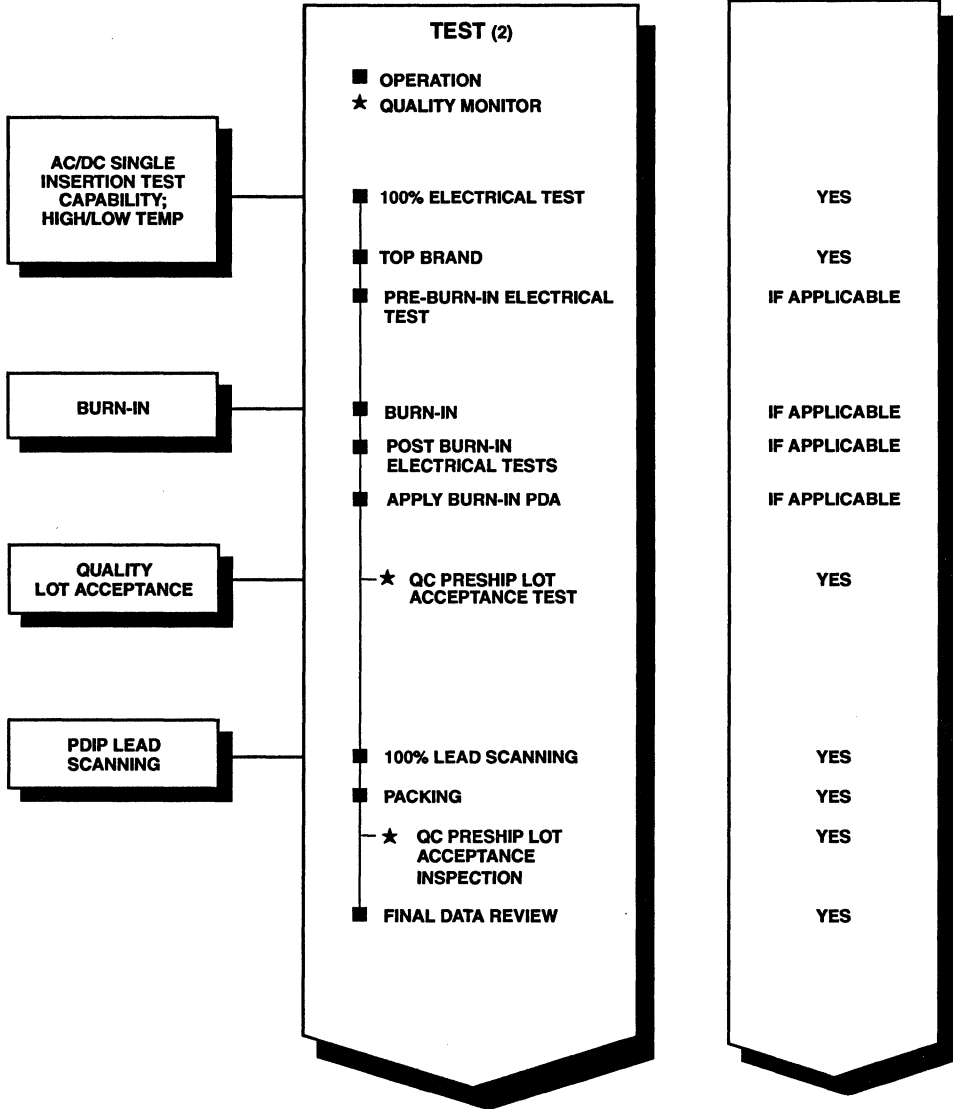 TEST (2)
■ OPERATION
★ QUALITY MONITOR
AC/DC SINGLE
INSERTION TEST
CAPABILITY;
HIGH/LOW TEMP
■ 100% ELECTRICAL TEST
YES
■ TOP BRAND
YES
■ PRE-BURN-IN ELECTRICAL
TEST
IF APPLICABLE
BURN-IN
■ BURN-IN
IF APPLICABLE
■ POST BURN-IN
ELECTRICAL TESTS
IF APPLICABLE
■ APPLY BURN-IN PDA
IF APPLICABLE
QUALITY
LOT ACCEPTANCE
★ QC PRESHIP LOT
ACCEPTANCE TEST
YES
PDIP LEAD
SCANNING
■ 100% LEAD SCANNING
YES
■ PACKING
YES
★ QC PRESHIP LOT
ACCEPTANCE
INSPECTION
YES
■ FINAL DATA REVIEW
YES